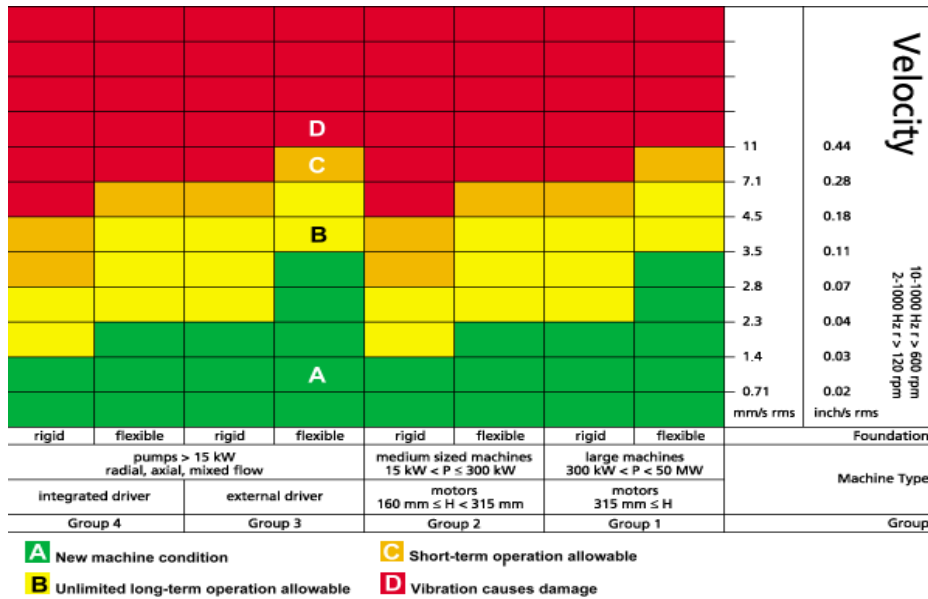 D
11
0.44
C
7.1
0.28
4.5
0.18
B
3.5
0.11
2.8
0.07
2.3
0.04
1.4
0.03
A
0.71
0.02
mm/s rms
inch/s rms
Velocity
10-1000 Hz r > 600 rpm
2-1000 Hz r > 120 rpm
rigid flexible rigid flexible rigid flexible rigid flexible Foundation
pumps > 15 kW
radial, axial, mixed flow
medium sized machines
15 kW < P ≤ 300 kW
large machines
300 kW < P < 50 MW
Machine Type
integrated driver
external driver
motors
160 mm ≤ H < 315 mm
motors
315 mm ≤ H
Group 4 Group 3 Group 2 Group 1 Group
A New machine condition
C Short-term operation allowable
B Unlimited long-term operation allowable
D Vibration causes damage